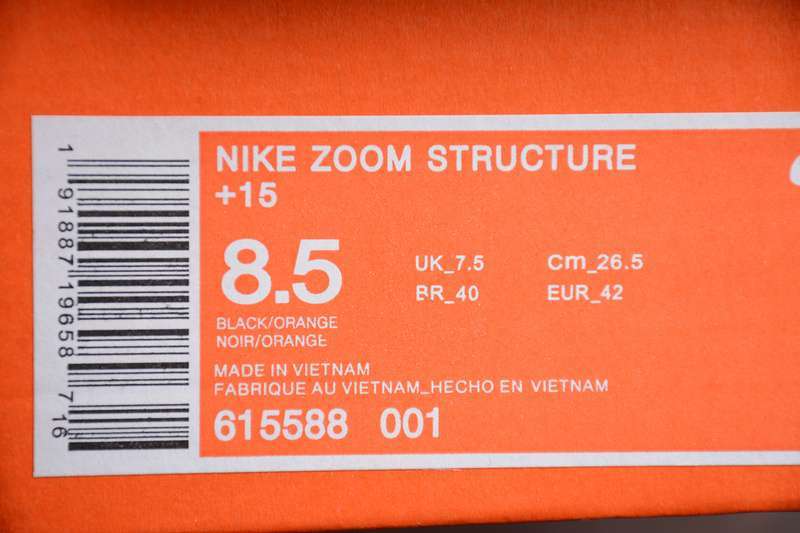 NIKE ZOOM STRUCTURE
+15
8.5
UK_7.5 Cm_26.5
BR_40 EUR_42
BLACK/ORANGE
NOIR/ORANGE
MADE IN VIETNAM
FABRIQUE AU VIETNAM_HECHO EN VIETNAM
615588 001
1 91887 19658 7 16